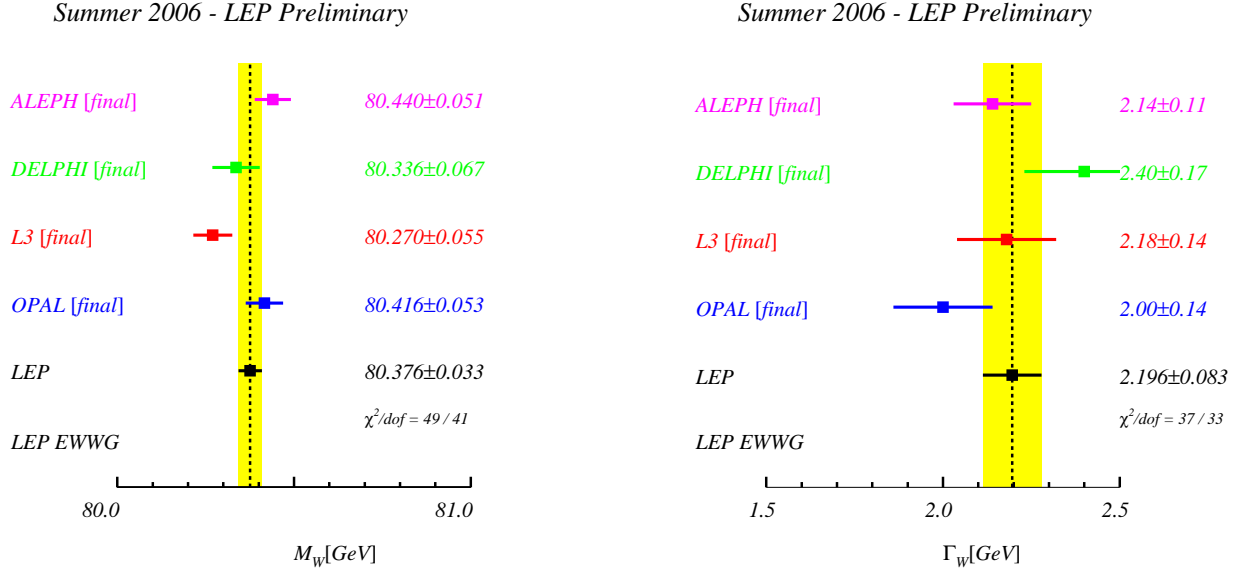 Summer 2006 - LEP Preliminary
ALEPH [final] 80.440±0.051
DELPHI [final] 80.336±0.067
L3 [final] 80.270±0.055
OPAL [final] 80.416±0.053
LEP 80.376±0.033
χ²/dof = 49 / 41
LEP EWWG
80.0 81.0
M_W[GeV]
Summer 2006 - LEP Preliminary
ALEPH [final] 2.14±0.11
DELPHI [final] 2.40±0.17
L3 [final] 2.18±0.14
OPAL [final] 2.00±0.14
LEP 2.196±0.083
χ²/dof = 37 / 33
LEP EWWG
1.5 2.0 2.5
Γ_W[GeV]